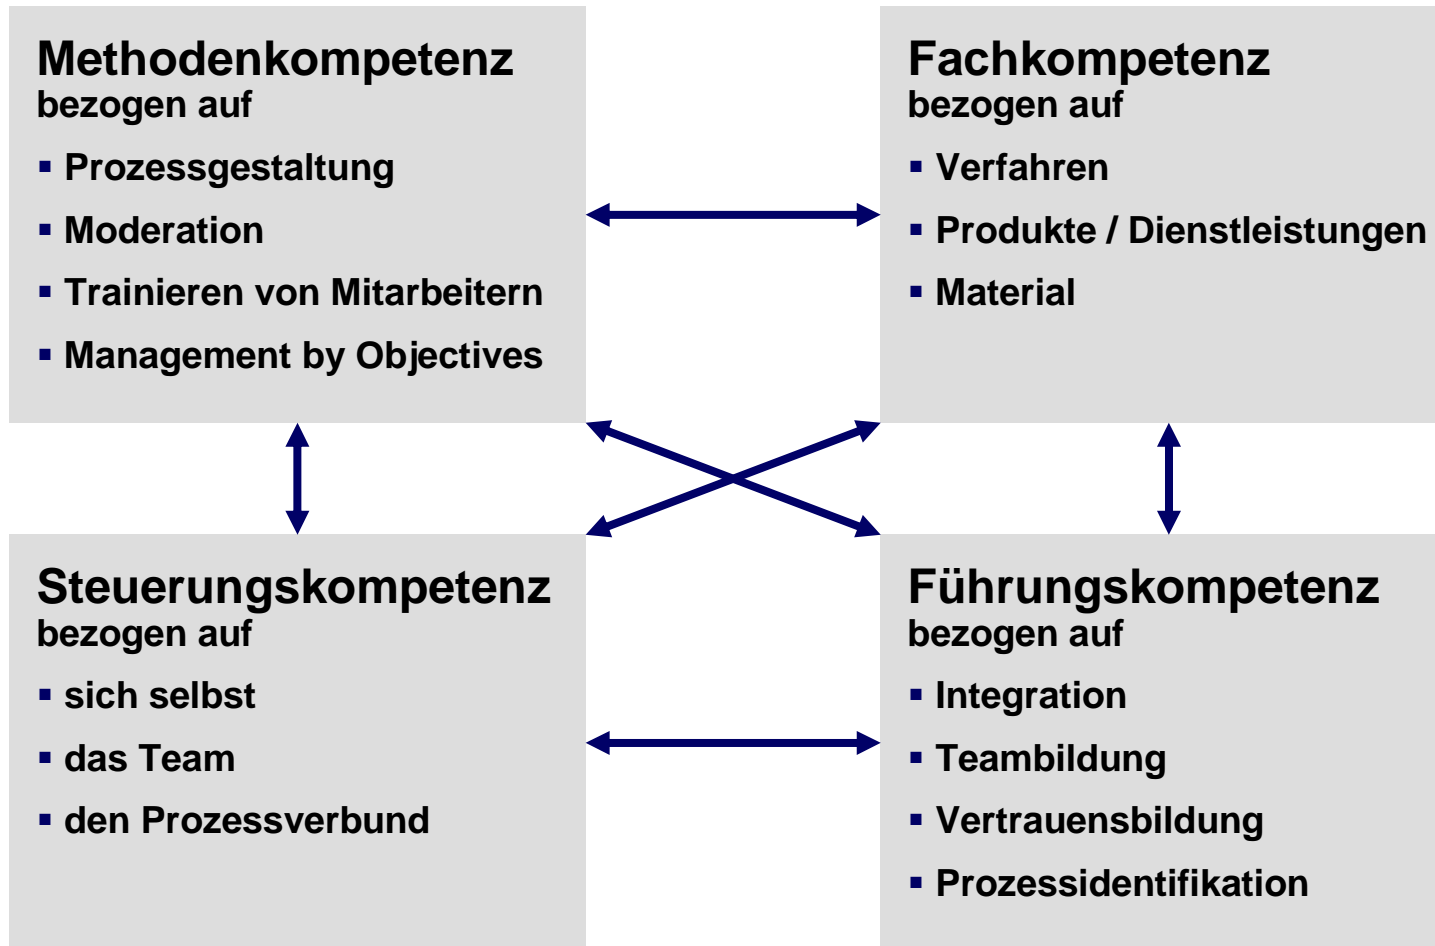 Methodenkompetenz
bezogen auf
▪ Prozessgestaltung
▪ Moderation
▪ Trainieren von Mitarbeitern
▪ Management by Objectives
Fachkompetenz
bezogen auf
▪ Verfahren
▪ Produkte / Dienstleistungen
▪ Material
Steuerungskompetenz
bezogen auf
▪ sich selbst
▪ das Team
▪ den Prozessverbund
Führungskompetenz
bezogen auf
▪ Integration
▪ Teambildung
▪ Vertrauensbildung
▪ Prozessidentifikation